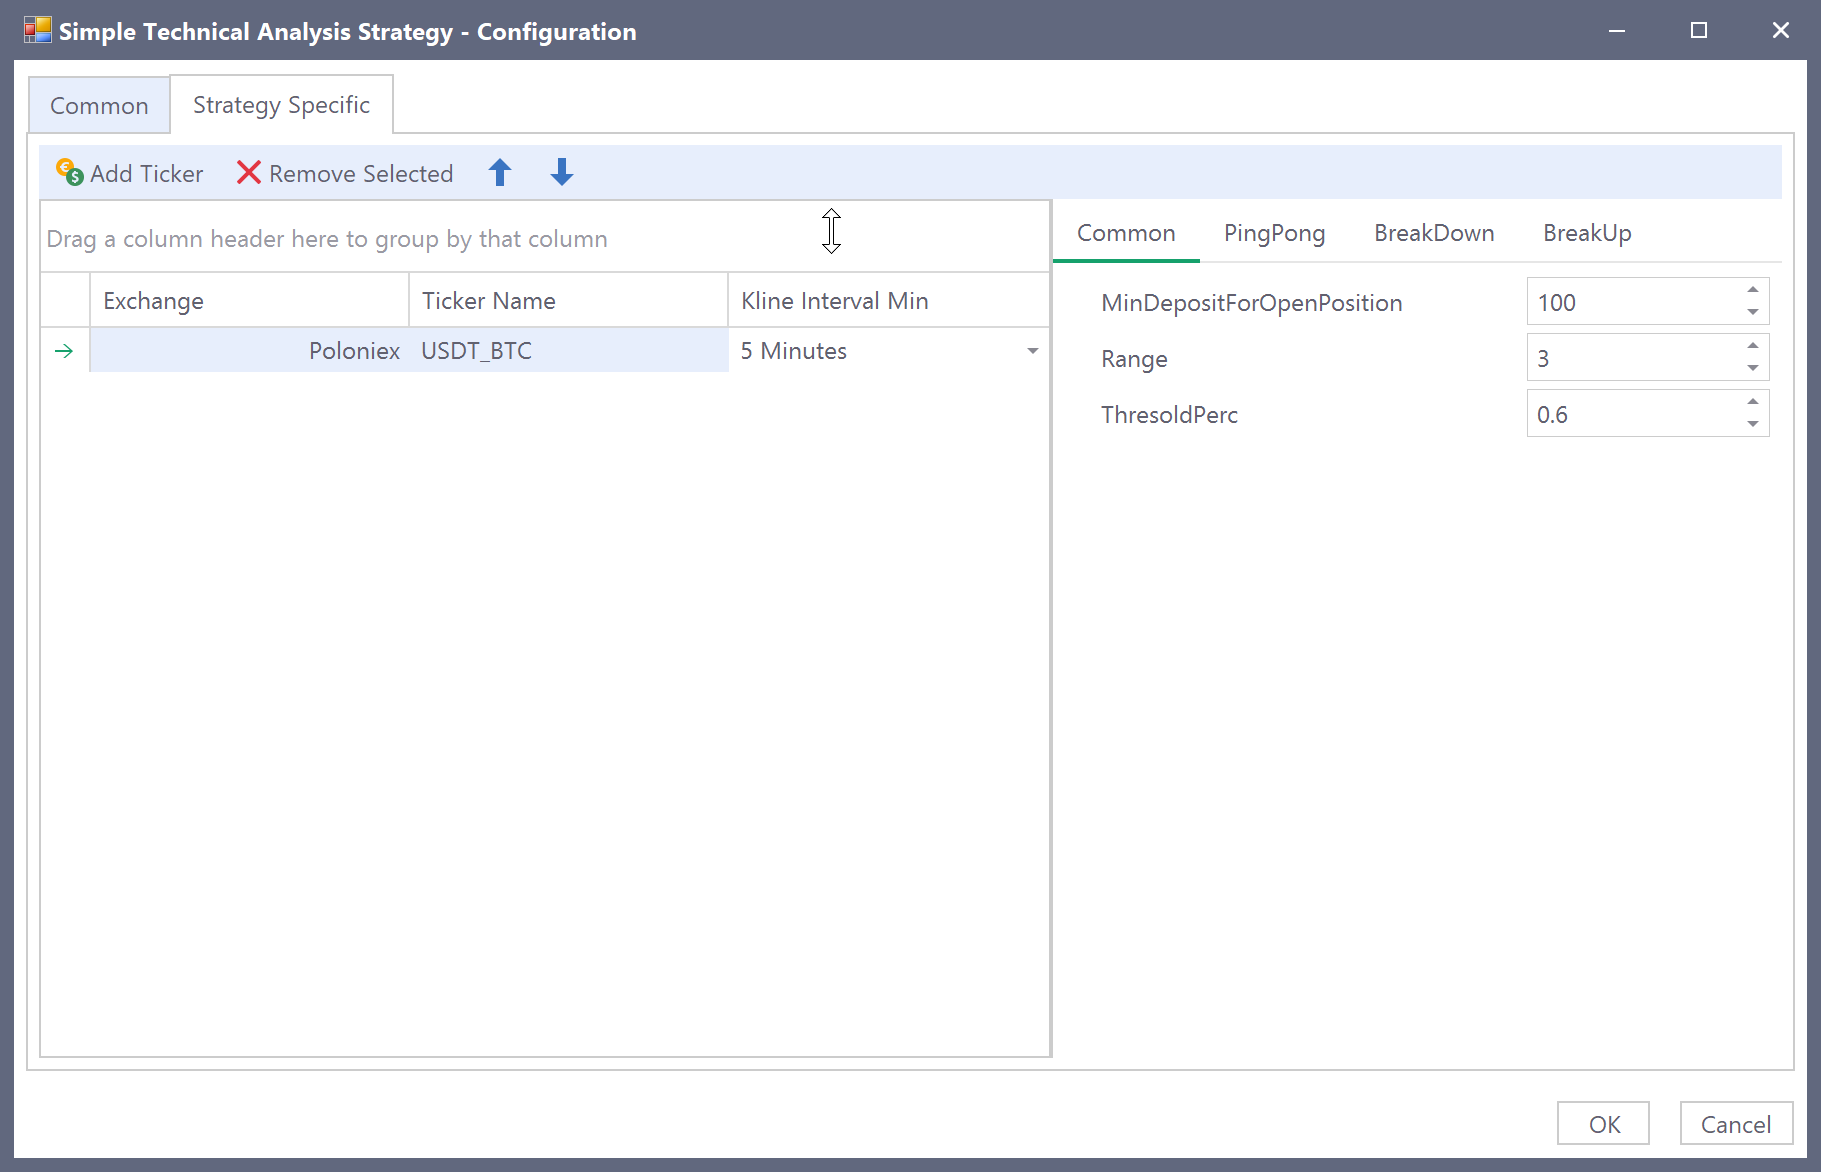 Simple Technical Analysis Strategy - Configuration
Common Strategy Specific
Add Ticker Remove Selected
Drag a column header here to group by that column
Exchange Ticker Name Kline Interval Min
Poloniex USDT_BTC 5 Minutes
Common PingPong BreakDown BreakUp
MinDepositForOpenPosition 100
Range 3
ThresoldPerc 0.6
OK Cancel